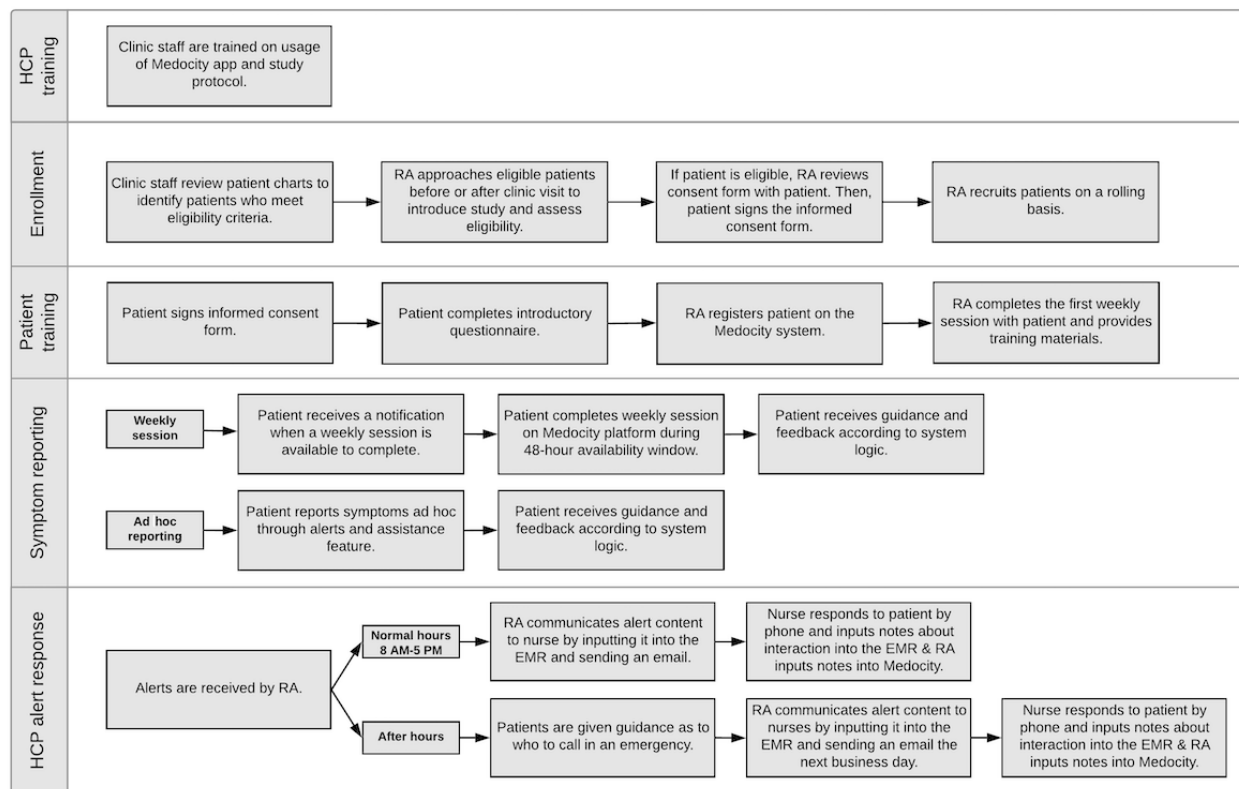 HCP
training
Clinic staff are trained on usage
of Medocity app and study
protocol.
Enrollment
Clinic staff review patient charts to
identify patients who meet
eligibility criteria.
RA approaches eligible patients
before or after clinic visit to
introduce study and assess
eligibility.
If patient is eligible, RA reviews
consent form with patient. Then,
patient signs the informed
consent form.
RA recruits patients on a rolling
basis.
Patient
training
Patient signs informed consent
form.
Patient completes introductory
questionnaire.
RA registers patient on the
Medocity system.
RA completes the first weekly
session with patient and provides
training materials.
Symptom reporting
Weekly
session
Patient receives a notification
when a weekly session is
available to complete.
Patient completes weekly session
on Medocity platform during
48-hour availability window.
Patient receives guidance and
feedback according to system
logic.
Ad hoc
reporting
Patient reports symptoms ad hoc
through alerts and assistance
feature.
Patient receives guidance and
feedback according to system
logic.
HCP alert response
Alerts are received by RA.
Normal hours
8 AM-5 PM
RA communicates alert content
to nurse by inputting it into the
EMR and sending an email.
Nurse responds to patient by
phone and inputs notes about
interaction into the EMR & RA
inputs notes into Medocity.
After hours
Patients are given guidance as to
who to call in an emergency.
RA communicates alert content to
nurses by inputting it into the
EMR and sending an email the
next business day.
Nurse responds to patient by
phone and inputs notes about
interaction into the EMR & RA
inputs notes into Medocity.